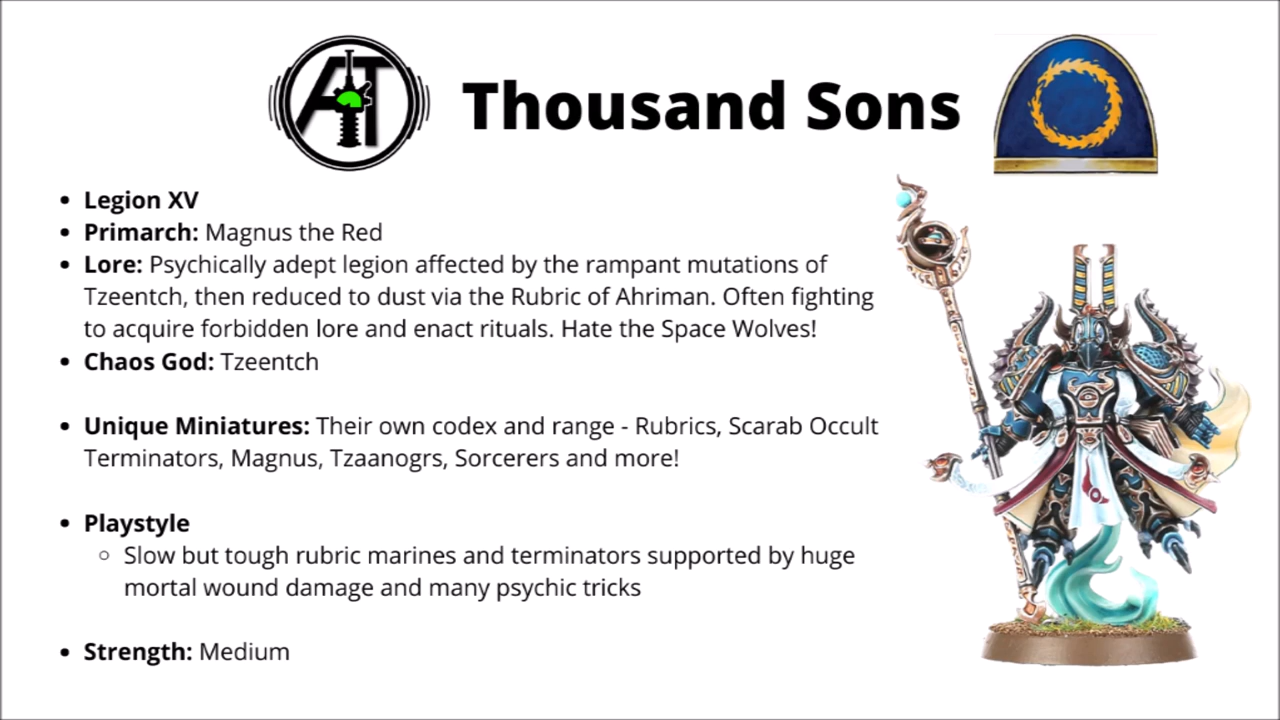 AT
Thousand Sons
• Legion XV
• Primarch: Magnus the Red
• Lore: Psychically adept legion affected by the rampant mutations of
Tzeentch, then reduced to dust via the Rubric of Ahriman. Often fighting
to acquire forbidden lore and enact rituals. Hate the Space Wolves!
• Chaos God: Tzeentch
• Unique Miniatures: Their own codex and range - Rubrics, Scarab Occult
Terminators, Magnus, Tzaanogrs, Sorcerers and more!
• Playstyle
○ Slow but tough rubric marines and terminators supported by huge
mortal wound damage and many psychic tricks
• Strength: Medium